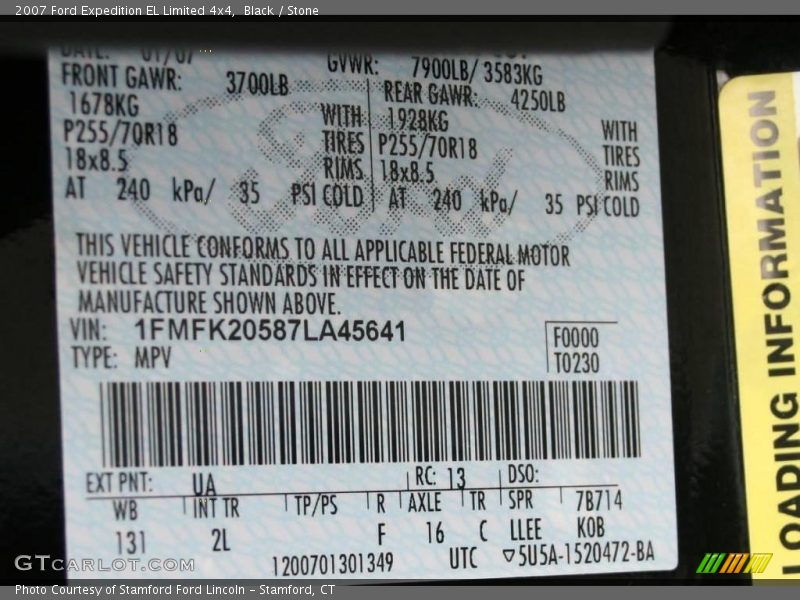 2007 Ford Expedition EL Limited 4x4, Black / Stone
DATE: 01/07
GVWR: 7900LB/ 3583KG
FRONT GAWR: 3700LB REAR GAWR: 4250LB
1678KG WITH 1928KG WITH
P255/70R18 TIRES P255/70R18 TIRES
18x8.5 RIMS 18x8.5 RIMS
AT 240 kPa/ 35 PSI COLD AT 240 kPa/ 35 PSI COLD
THIS VEHICLE CONFORMS TO ALL APPLICABLE FEDERAL MOTOR
VEHICLE SAFETY STANDARDS IN EFFECT ON THE DATE OF
MANUFACTURE SHOWN ABOVE.
VIN: 1FMFK20587LA45641 F0000
TYPE: MPV T0230
EXT PNT: UA RC: 13 DSO:
WB INT TR TP/PS R AXLE TR SPR 7B714
131 2L F 16 C LLEE KOB
1200701301349 UTC ▽5U5A-1520472-BA
LOADING INFORMATION
GTCARLOT.COM
Photo Courtesy of Stamford Ford Lincoln - Stamford, CT